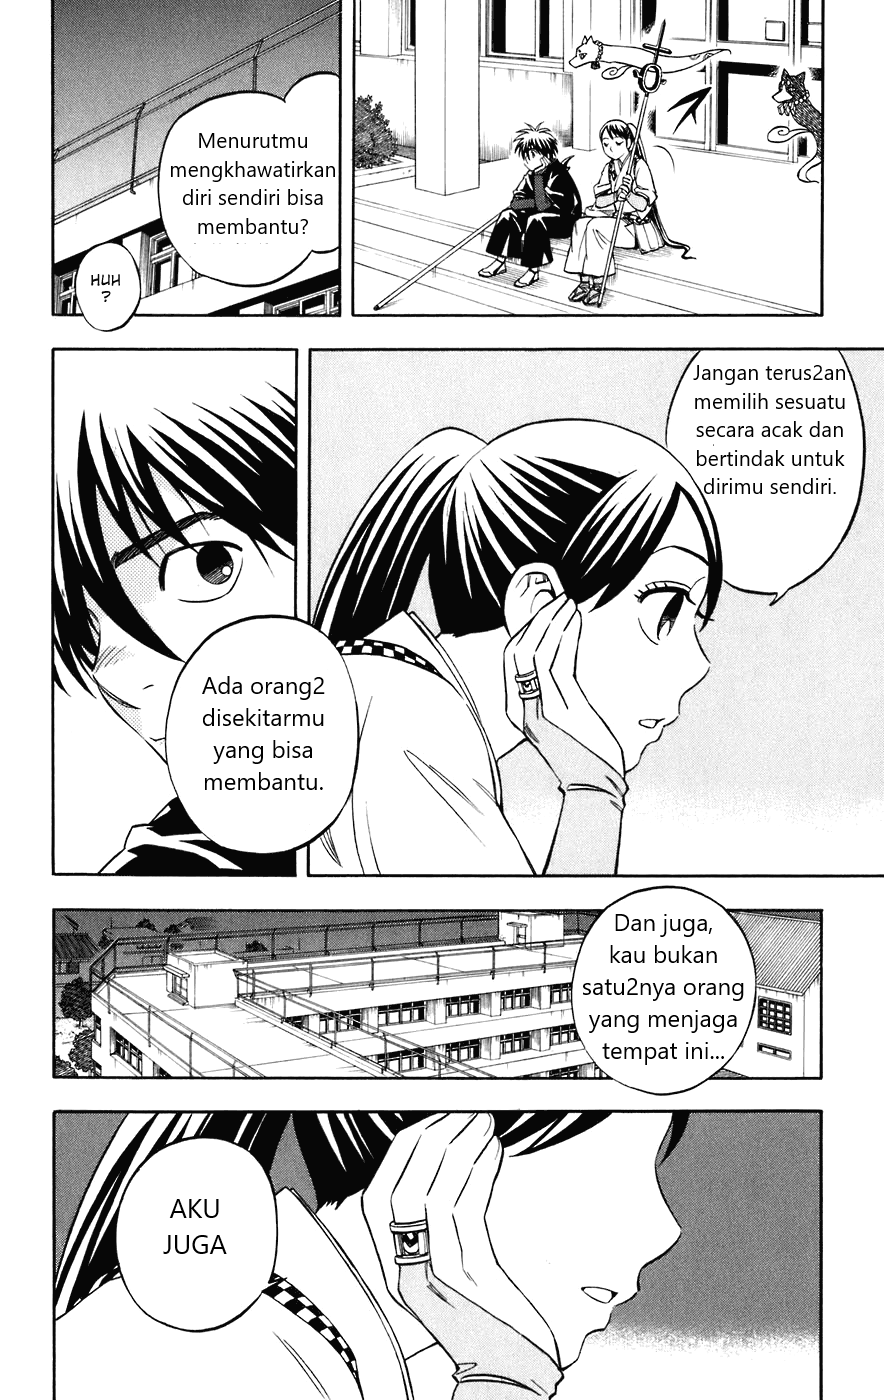 Menurutmu
mengkhawatirkan
diri sendiri bisa
membantu?
HUH
?
Jangan terus2an
memilih sesuatu
secara acak dan
bertindak untuk
dirimu sendiri.
Ada orang2
disekitarmu
yang bisa
membantu.
Dan juga,
kau bukan
satu2nya orang
yang menjaga
tempat ini...
AKU
JUGA